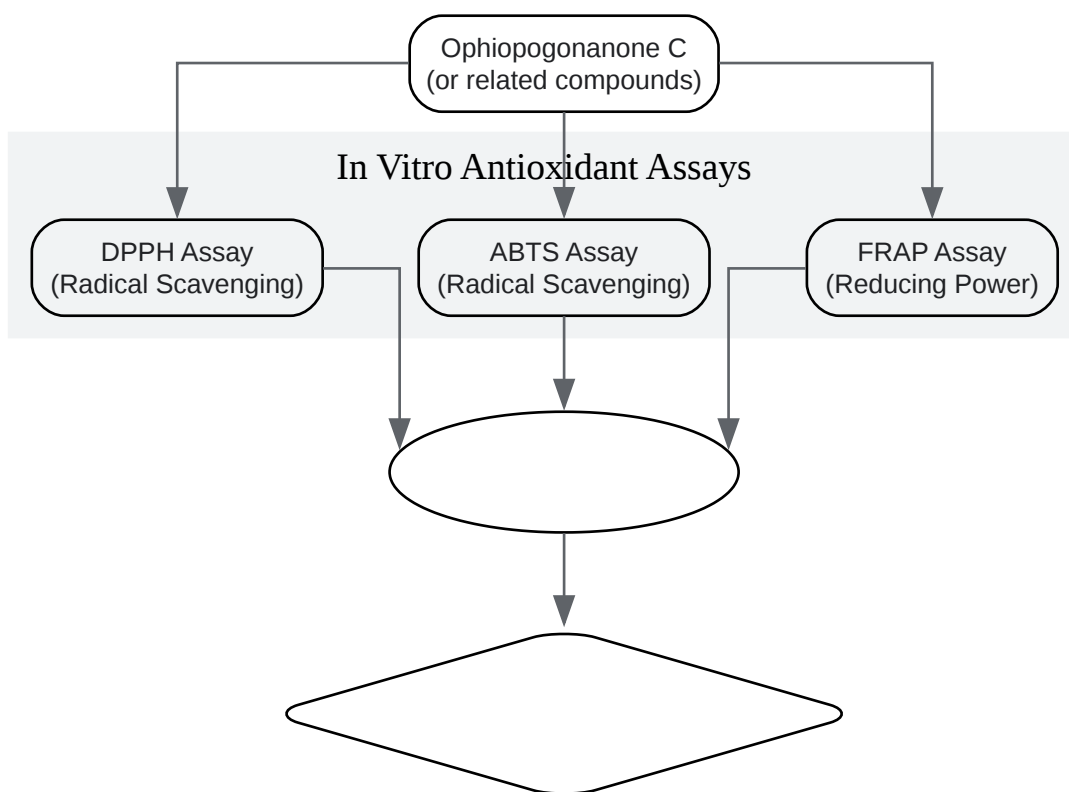 Ophiopogonanone C
(or related compounds)
In Vitro Antioxidant Assays
DPPH Assay
(Radical Scavenging)
ABTS Assay
(Radical Scavenging)
FRAP Assay
(Reducing Power)